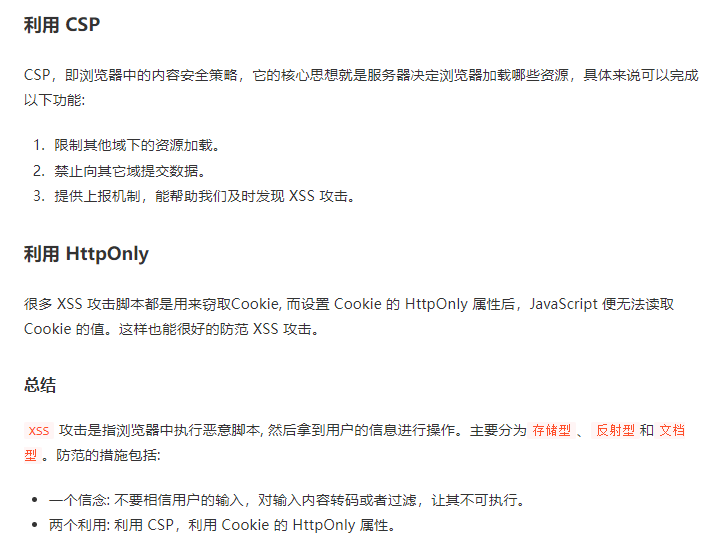 利用 CSP
CSP，即浏览器中的内容安全策略，它的核心思想就是服务器决定浏览器加载哪些资源，具体来说可以完成
以下功能:
1. 限制其他域下的资源加载。
2. 禁止向其它域提交数据。
3. 提供上报机制，能帮助我们及时发现 XSS 攻击。
利用 HttpOnly
很多 XSS 攻击脚本都是用来窃取Cookie, 而设置 Cookie 的 HttpOnly 属性后，JavaScript 便无法读取
Cookie 的值。这样也能很好的防范 XSS 攻击。
总结
XSS 攻击是指浏览器中执行恶意脚本, 然后拿到用户的信息进行操作。主要分为 存储型 、 反射型 和 文档
型 。防范的措施包括:
• 一个信念: 不要相信用户的输入，对输入内容转码或者过滤，让其不可执行。
• 两个利用: 利用 CSP，利用 Cookie 的 HttpOnly 属性。